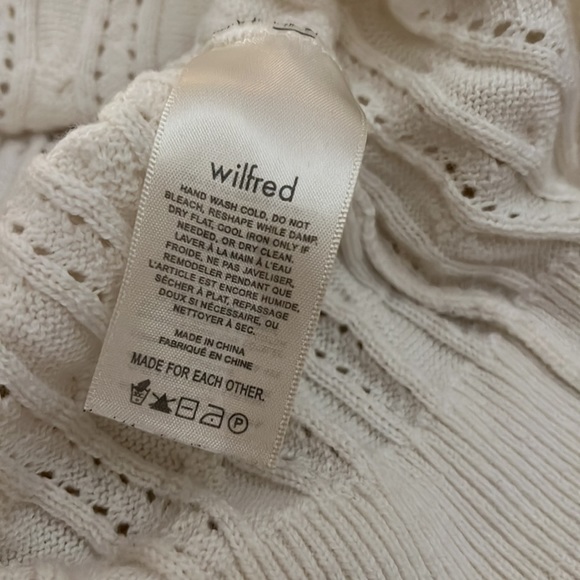 wilfred
HAND WASH COLD, DO NOT
BLEACH, RESHAPE WHILE DAMP,
DRY FLAT, COOL IRON ONLY IF
NEEDED, OR DRY CLEAN.
LAVER À LA MAIN À L'EAU
FROIDE, NE PAS JAVELISER,
REMODELER PENDANT QUE
L'ARTICLE EST ENCORE HUMIDE,
SÉCHER À PLAT, REPASSAGE
DOUX SI NÉCESSAIRE, OU
NETTOYER À SEC.
MADE IN CHINA
FABRIQUÉ EN CHINE
MADE FOR EACH OTHER.
P